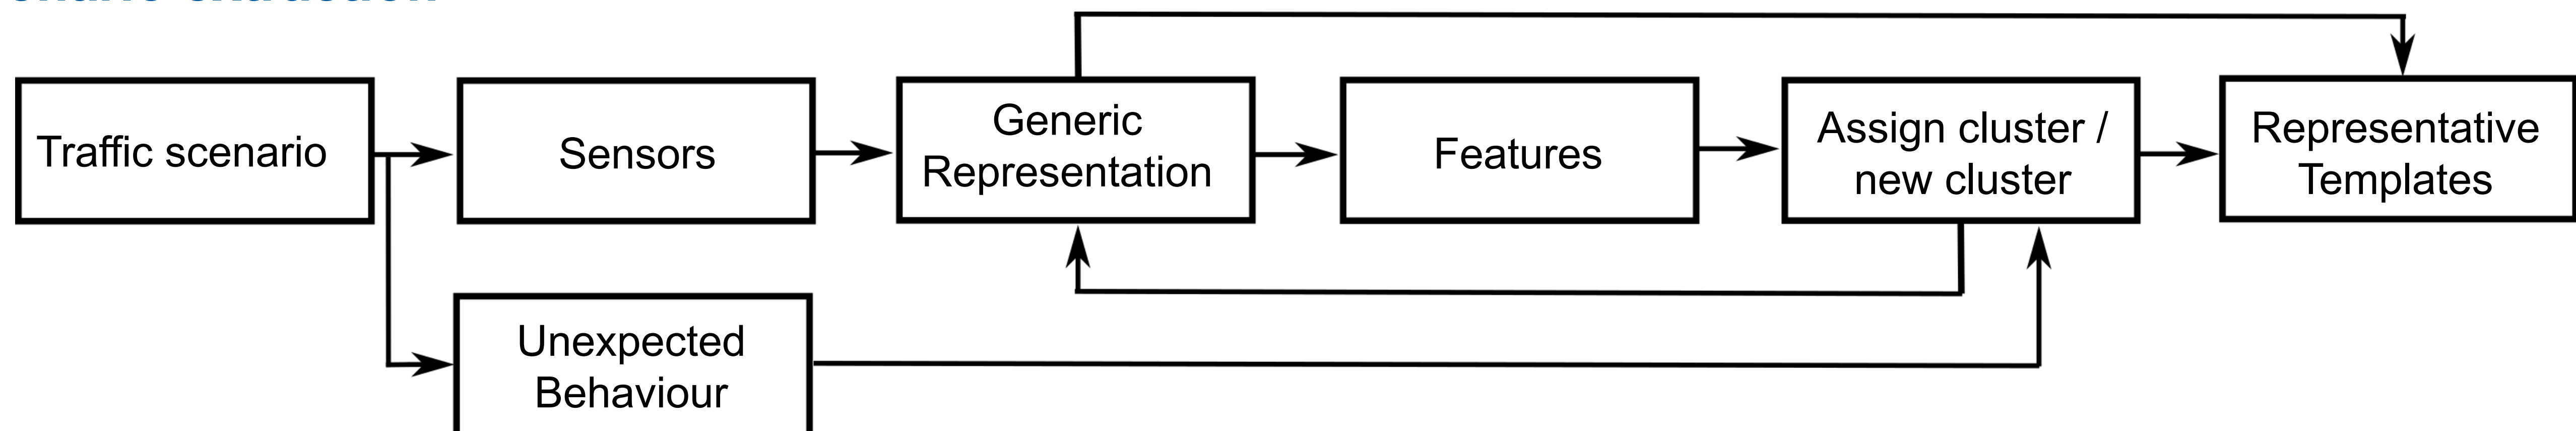 Traffic scenario
Sensors
Generic
Representation
Features
Assign cluster /
new cluster
Representative
Templates
Unexpected
Behaviour